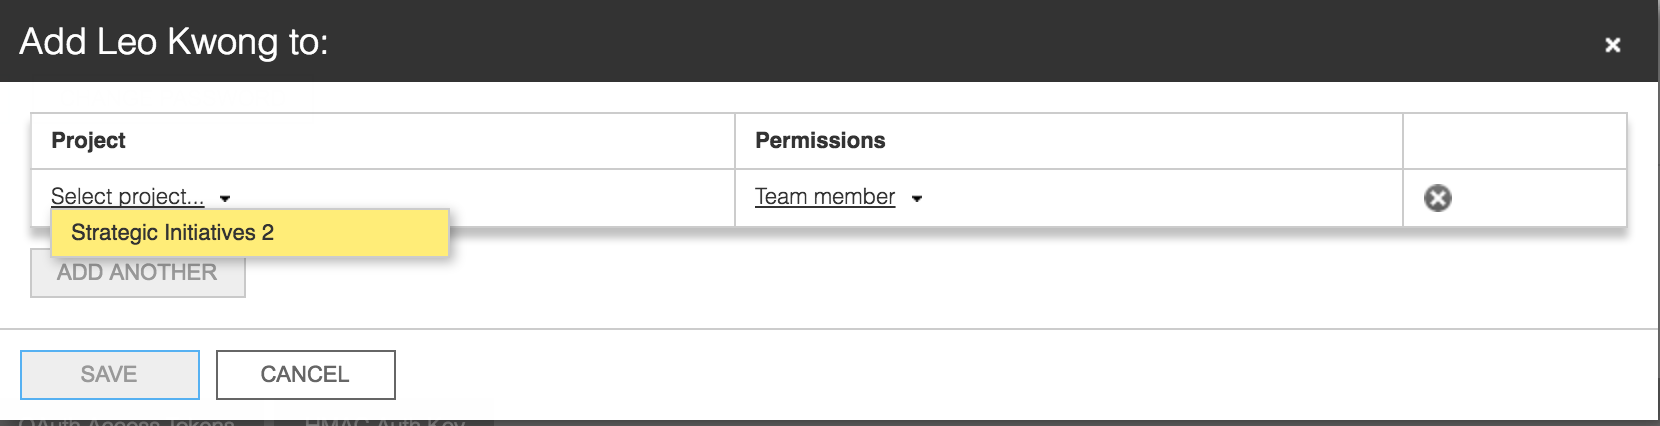 Add Leo Kwong to:
Project
Permissions
Select project...
Team member
Strategic Initiatives 2
ADD ANOTHER
SAVE
CANCEL
OAuth Access Tokens
HMAC Auth Key